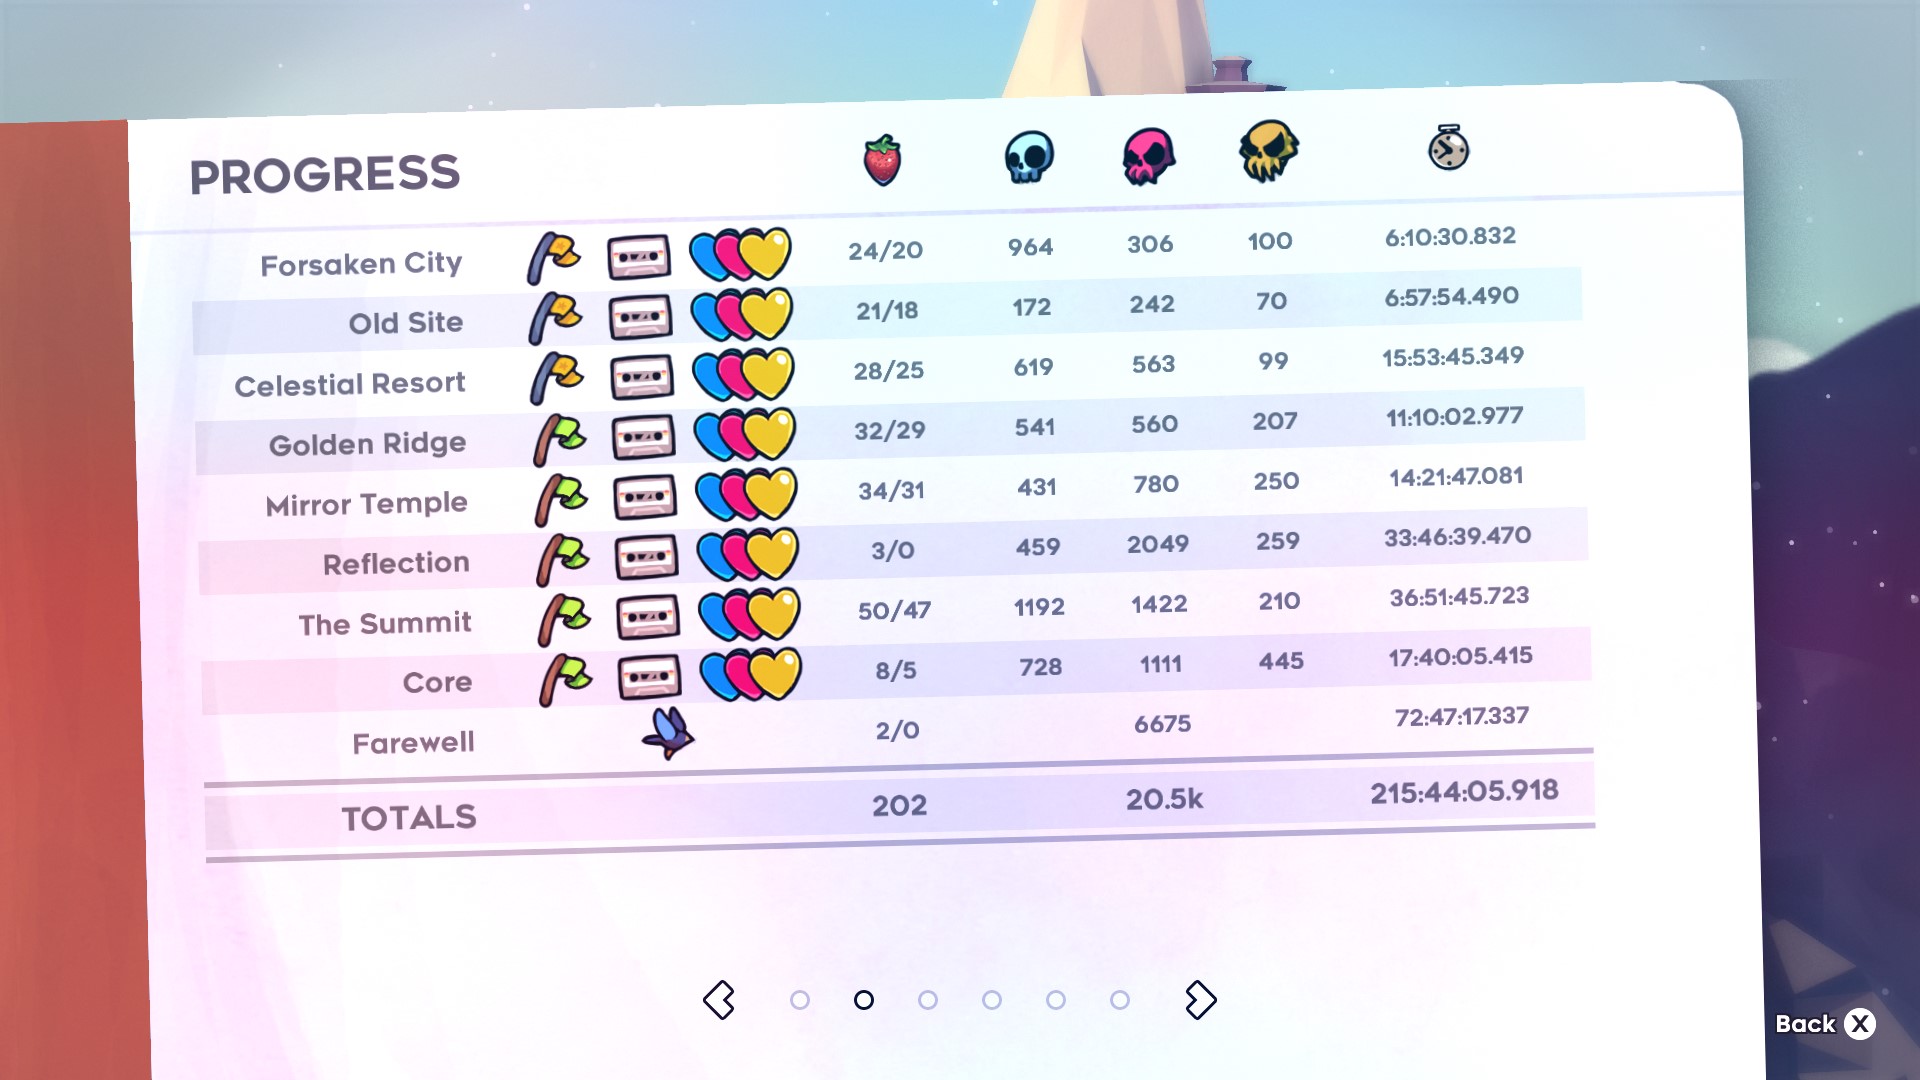 PROGRESS
Forsaken City 24/20 964 306 100 6:10:30.832
Old Site 21/18 172 242 70 6:57:54.490
Celestial Resort 28/25 619 563 99 15:53:45.349
Golden Ridge 32/29 541 560 207 11:10:02.977
Mirror Temple 34/31 431 780 250 14:21:47.081
Reflection 3/0 459 2049 259 33:46:39.470
The Summit 50/47 1192 1422 210 36:51:45.723
Core 8/5 728 1111 445 17:40:05.415
Farewell 2/0 6675 72:47:17.337
TOTALS 202 20.5k 215:44:05.918
Back X